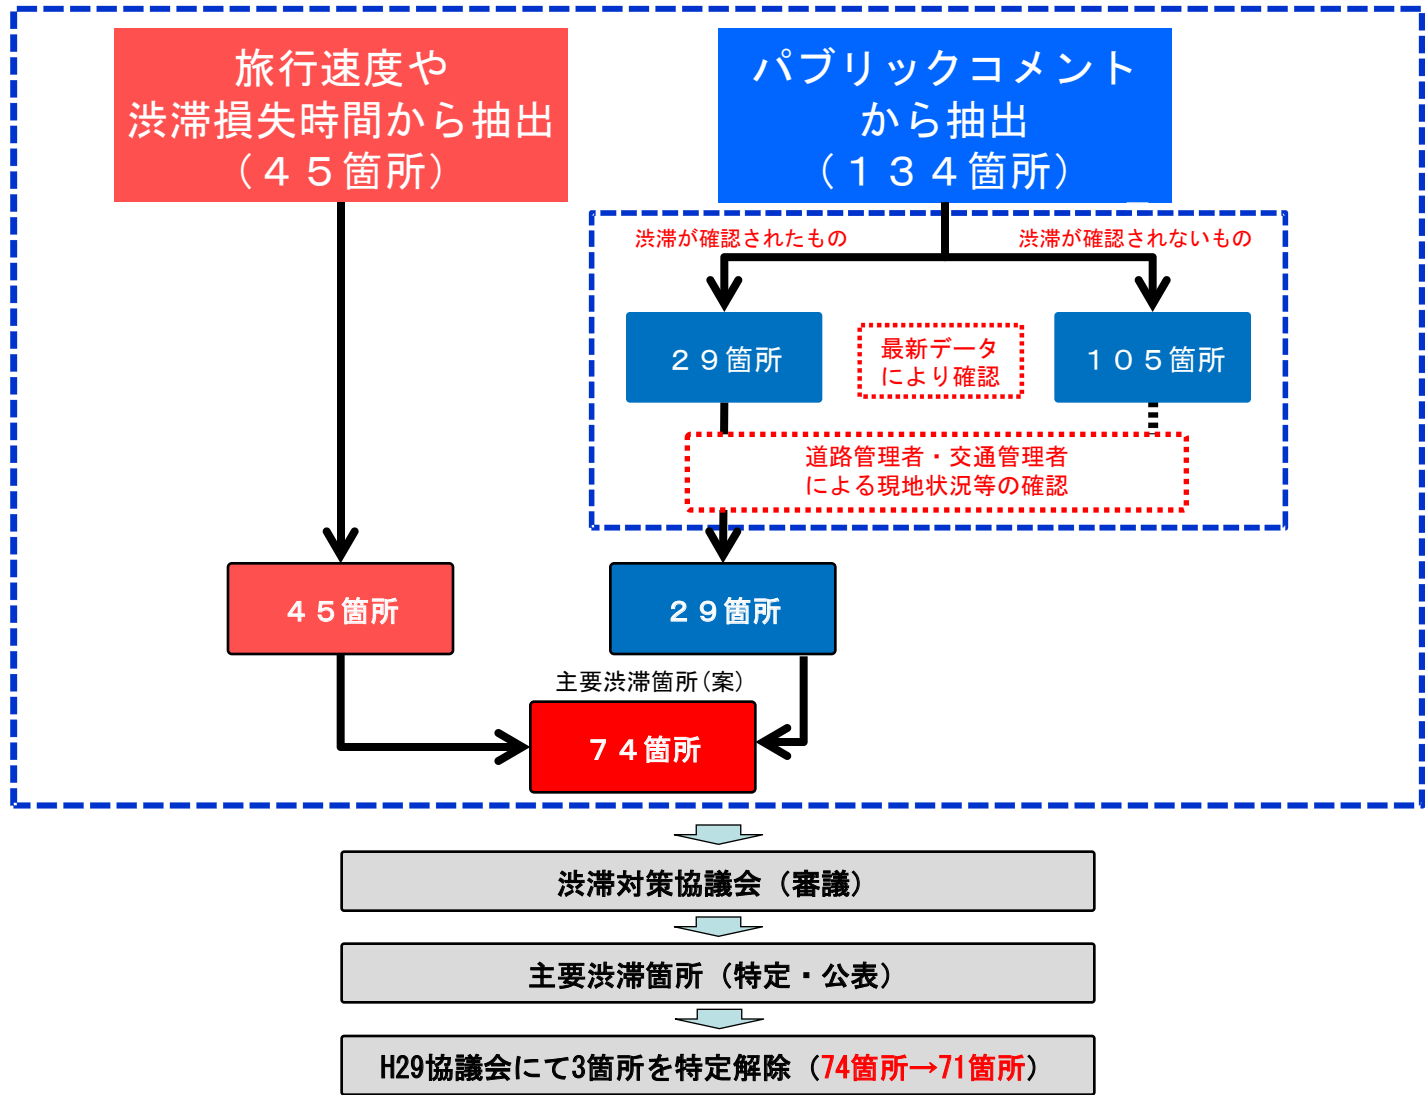 旅行速度や
渋滞損失時間から抽出
（４５箇所）
パブリックコメント
から抽出
（１３４箇所）
渋滞が確認されたもの
渋滞が確認されないもの
２９箇所
最新データ
により確認
１０５箇所
道路管理者・交通管理者
による現地状況等の確認
４５箇所
２９箇所
主要渋滞箇所(案)
７４箇所
渋滞対策協議会（審議）
主要渋滞箇所（特定・公表）
H29協議会にて3箇所を特定解除（74箇所→71箇所）